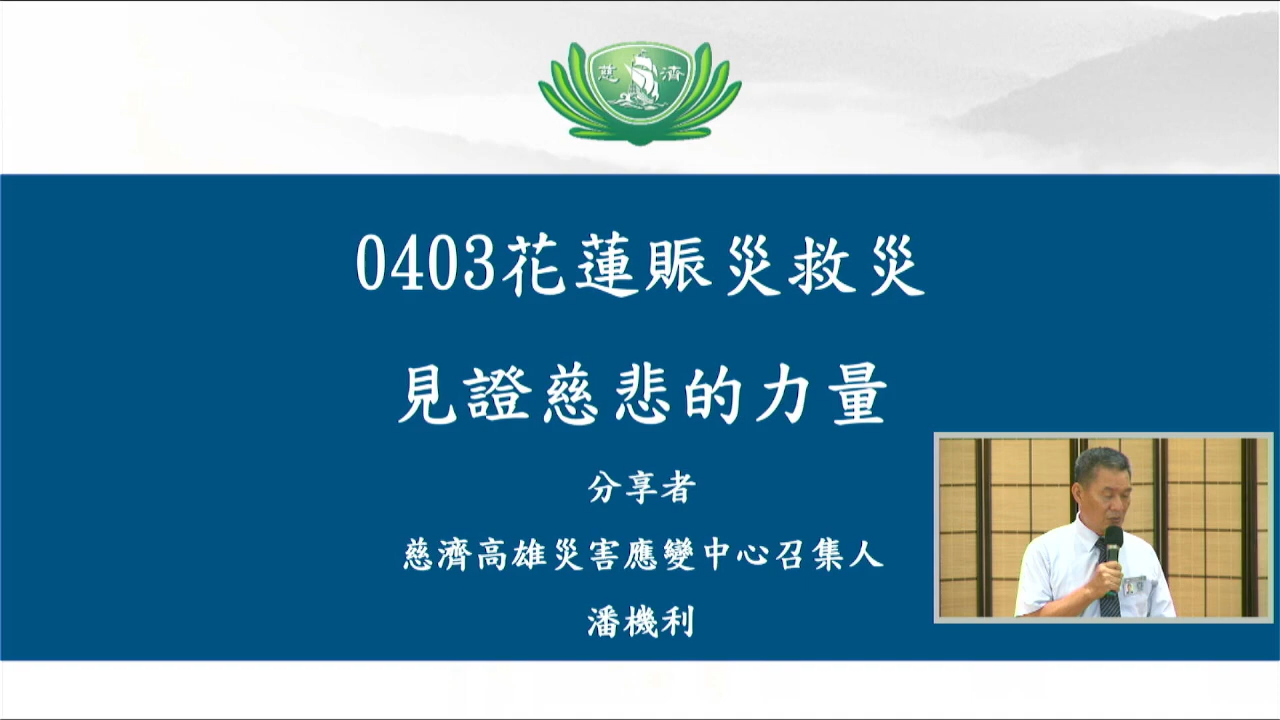 慈濟
0403花蓮賑災救災
見證慈悲的力量
分享者
慈濟高雄災害應變中心召集人
潘機利